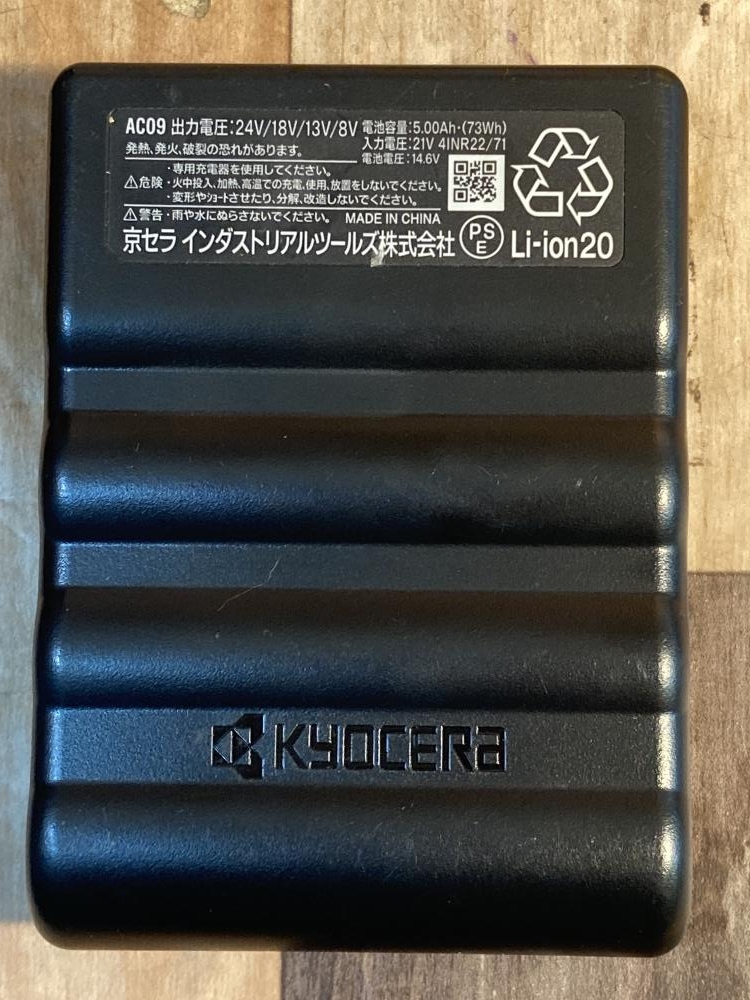 AC09 出力電圧:24V/18V/13V/8V 電池容量:5.00Ah・(73Wh)
発熱、発火、破裂の恐れがあります。 入力電圧:21V 4INR22/71
電池電圧:14.6V
・専用充電器を使用してください。
⚠危険・火中投入、加熱、高温での充電、使用、放置をしないでください。
・変形やショートさせたり、分解、改造しないでください。
⚠警告・雨や水にぬらさないでください。 MADE IN CHINA
京セラ インダストリアルツールズ株式会社 PSE Li-ion20
KYOCERA